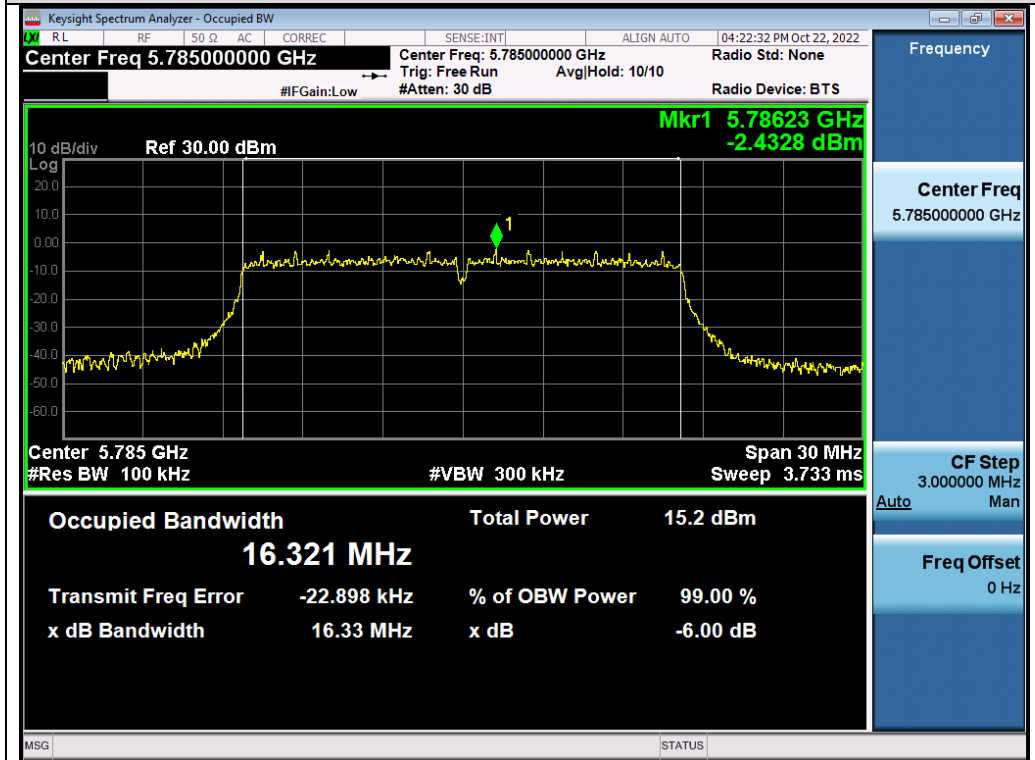 Keysight Spectrum Analyzer - Occupied BW
LXI RL RF 50 Ω AC CORREC SENSE:INT ALIGN AUTO 04:22:32 PM Oct 22, 2022
Center Freq 5.785000000 GHz
Center Freq: 5.785000000 GHz Radio Std: None
Trig: Free Run Avg|Hold: 10/10
#IFGain:Low #Atten: 30 dB Radio Device: BTS
Mkr1 5.78623 GHz
-2.4328 dBm
10 dB/div Ref 30.00 dBm
Log
20.0
10.0
0.00
-10.0
-20.0
-30.0
-40.0
-50.0
-60.0
1
Center 5.785 GHz Span 30 MHz
#Res BW 100 kHz #VBW 300 kHz Sweep 3.733 ms
Occupied Bandwidth Total Power 15.2 dBm
16.321 MHz
Transmit Freq Error -22.898 kHz % of OBW Power 99.00 %
x dB Bandwidth 16.33 MHz x dB -6.00 dB
Frequency
Center Freq
5.785000000 GHz
CF Step
3.000000 MHz
Auto Man
Freq Offset
0 Hz
MSG STATUS